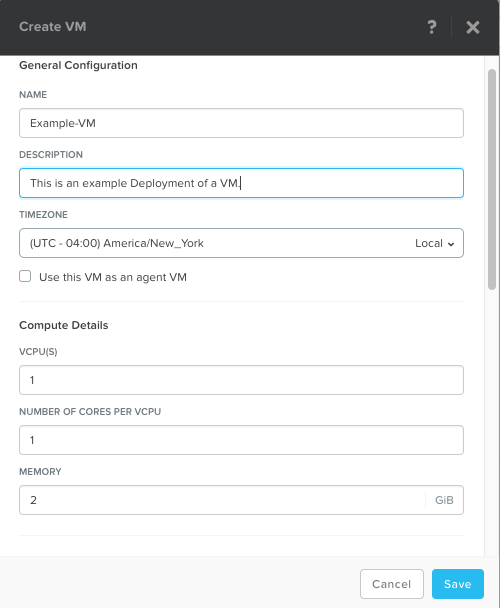 Create VM
?
General Configuration
NAME
Example-VM
DESCRIPTION
This is an example Deployment of a VM.
TIMEZONE
(UTC - 04:00) America/New_York Local
Use this VM as an agent VM
Compute Details
VCPU(S)
1
NUMBER OF CORES PER VCPU
1
MEMORY
2 GiB
Cancel Save